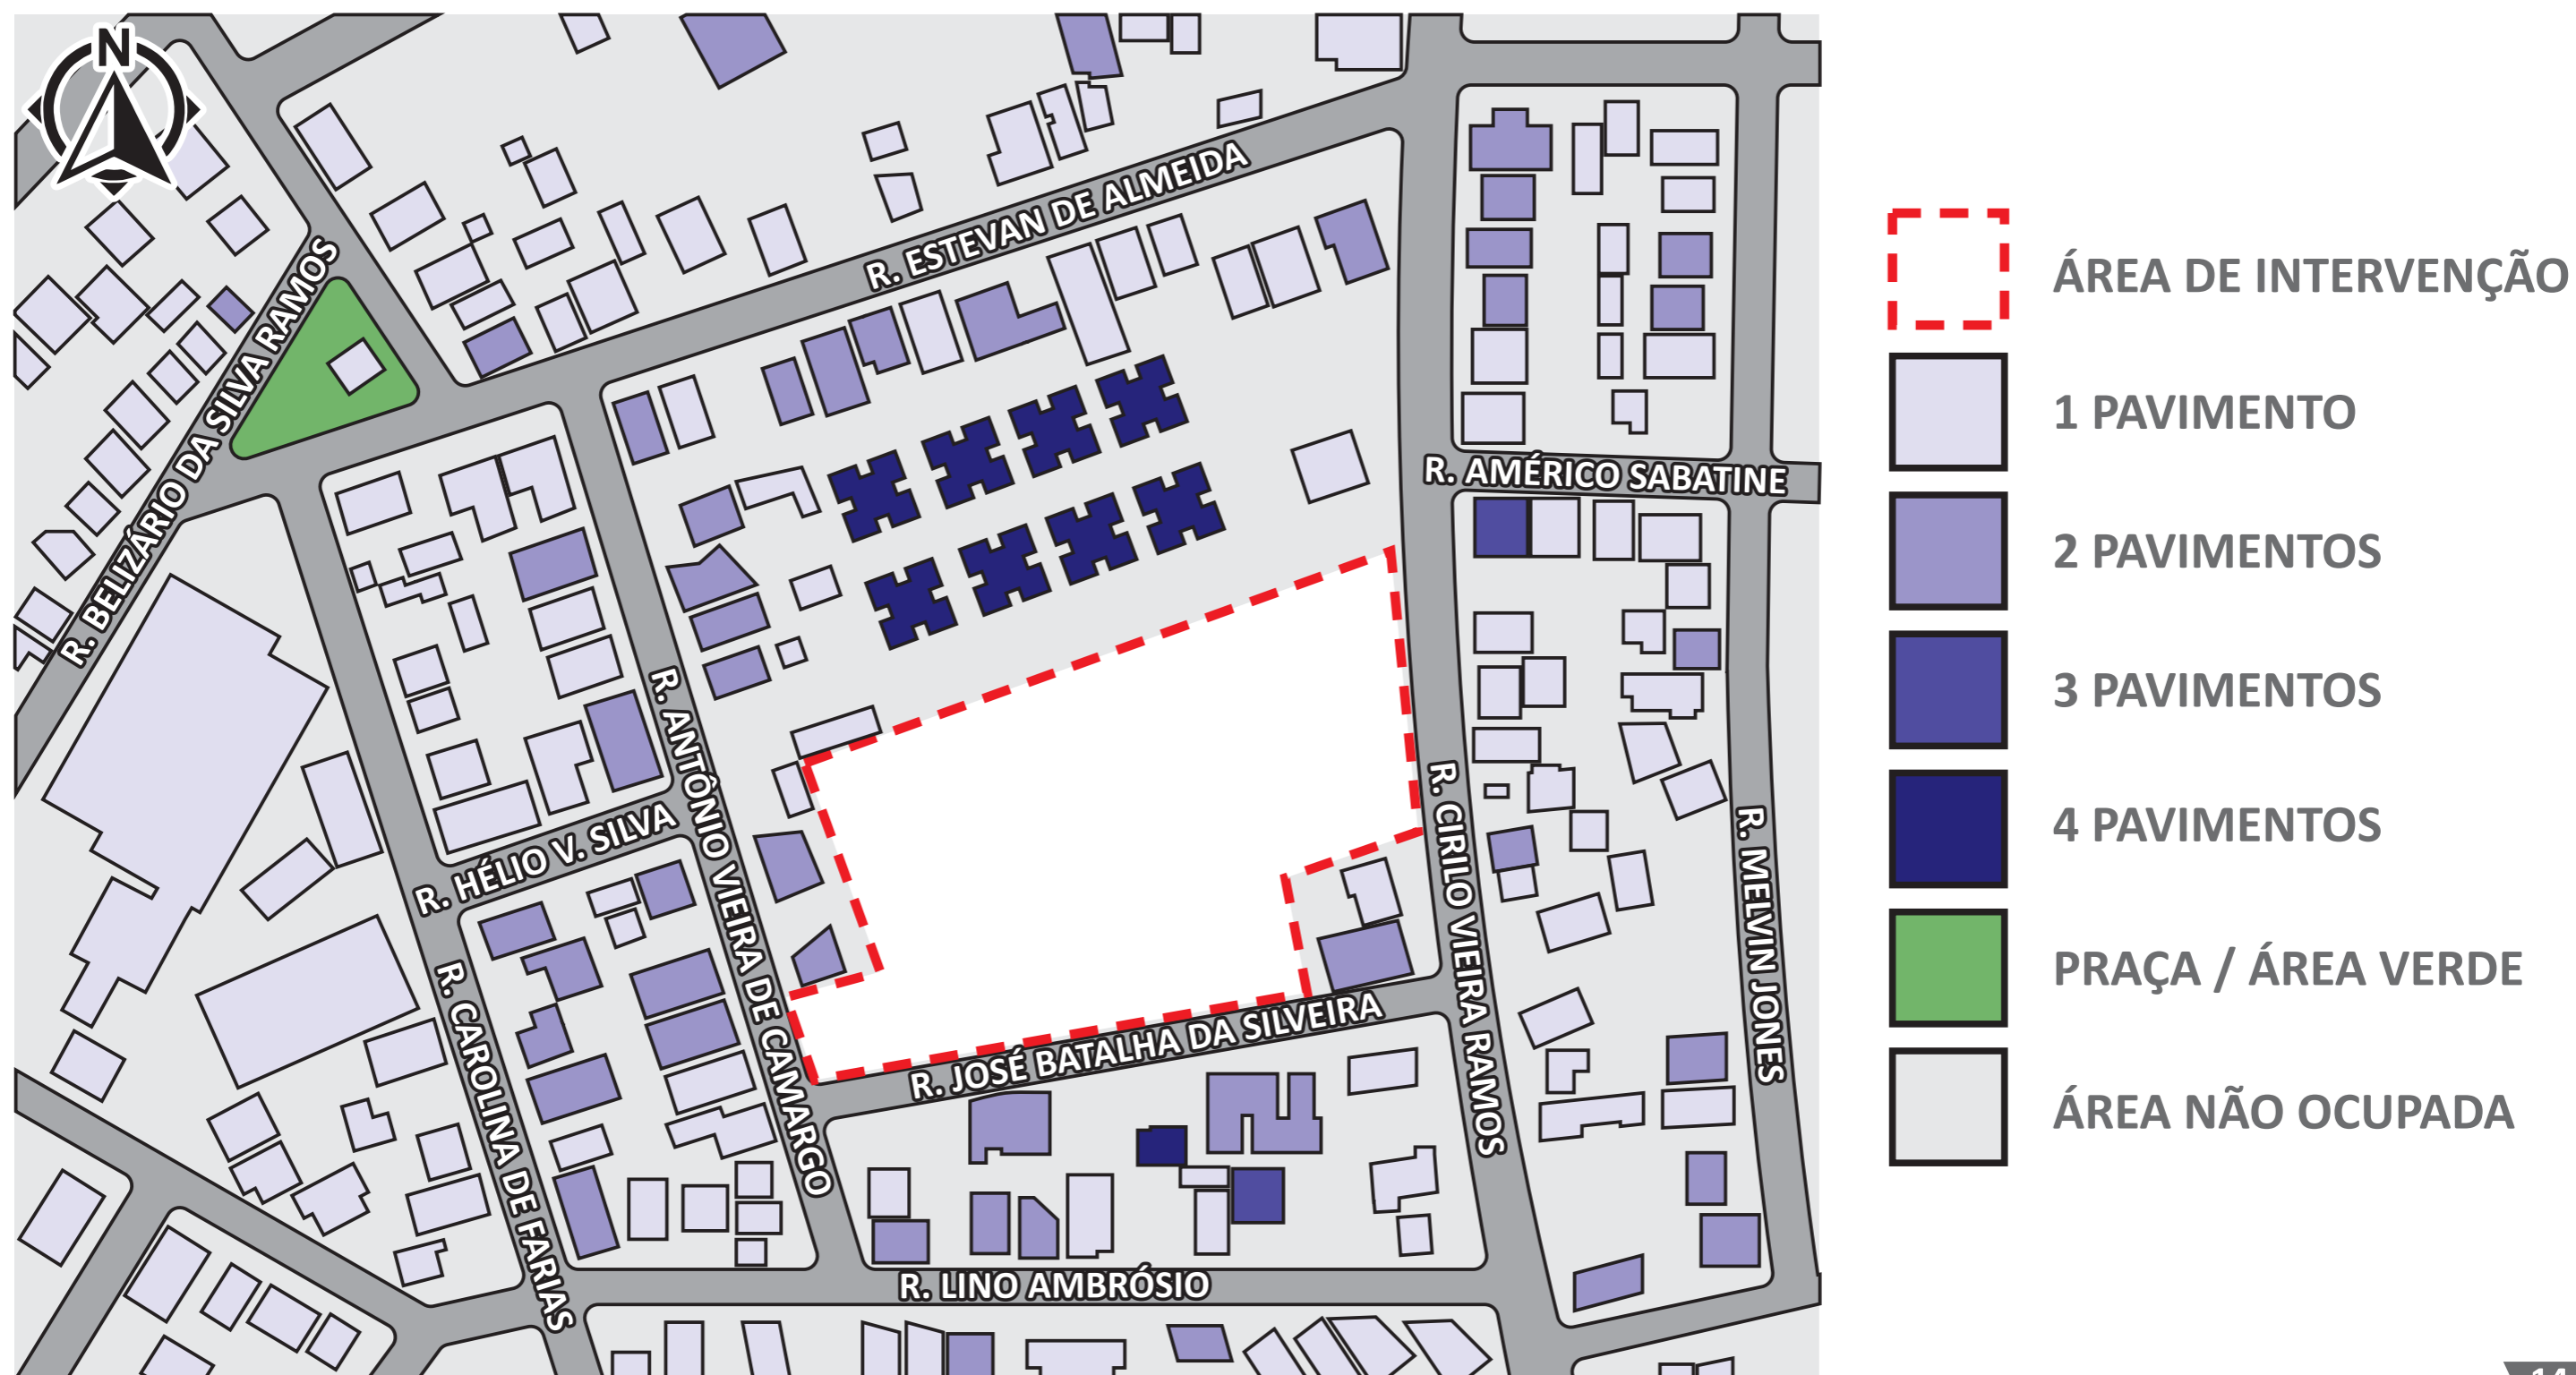 N
R. ESTEVAN DE ALMEIDA
R. BELIZÁRIO DA SILVA RAMOS
R. AMÉRICO SABATINE
R. ANTÔNIO VIEIRA DE CAMARGO
R. HÉLIO V. SILVA
R. CIRILO VIEIRA RAMOS
R. MELVIN JONES
R. CAROLINA DE FARIAS
R. JOSÉ BATALHA DA SILVEIRA
R. LINO AMBRÓSIO
ÁREA DE INTERVENÇÃO
1 PAVIMENTO
2 PAVIMENTOS
3 PAVIMENTOS
4 PAVIMENTOS
PRAÇA / ÁREA VERDE
ÁREA NÃO OCUPADA